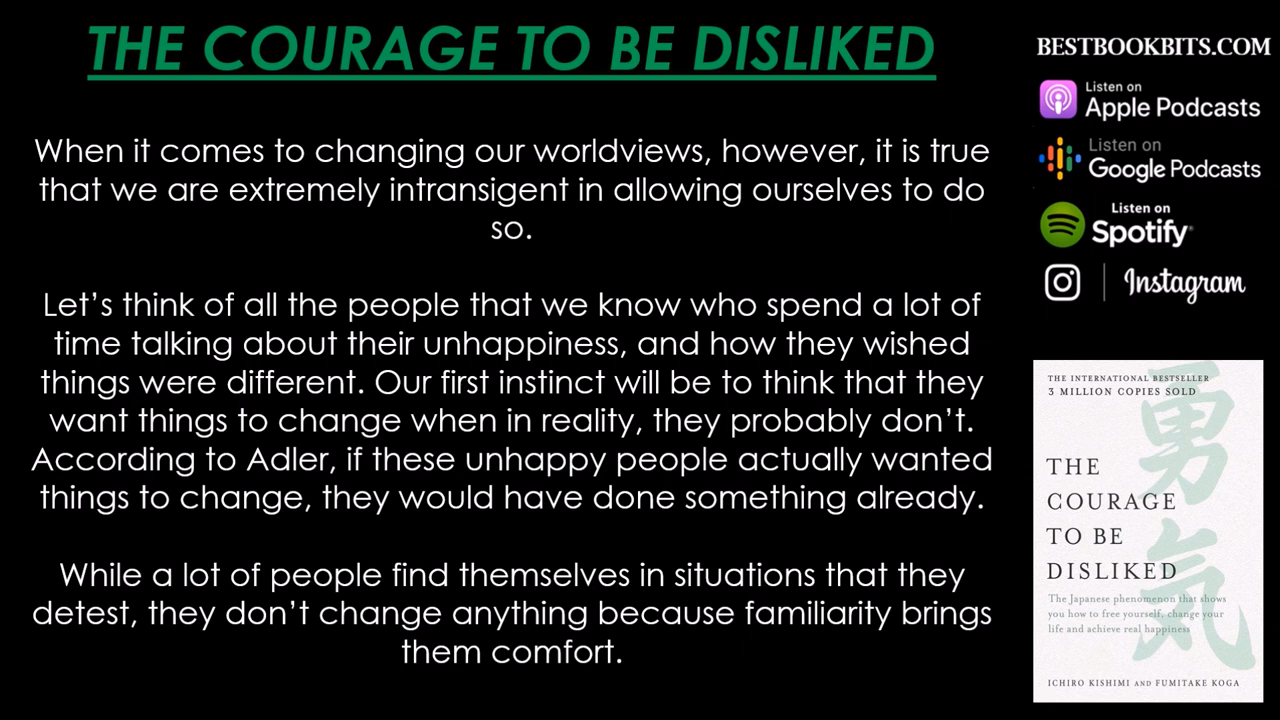 THE COURAGE TO BE DISLIKED
When it comes to changing our worldviews, however, it is true
that we are extremely intransigent in allowing ourselves to do
so.
Let’s think of all the people that we know who spend a lot of
time talking about their unhappiness, and how they wished
things were different. Our first instinct will be to think that they
want things to change when in reality, they probably don’t.
According to Adler, if these unhappy people actually wanted
things to change, they would have done something already.
While a lot of people find themselves in situations that they
detest, they don’t change anything because familiarity brings
them comfort.
BESTBOOKBITS.COM
Listen on
Apple Podcasts
Listen on
Google Podcasts
Listen on
Spotify
Instagram
THE INTERNATIONAL BESTSELLER
3 MILLION COPIES SOLD
勇気
THE
COURAGE
TO BE
DISLIKED
The Japanese phenomenon that shows
you how to free yourself, change your
life and achieve real happiness
ICHIRO KISHIMI AND FUMITAKE KOGA